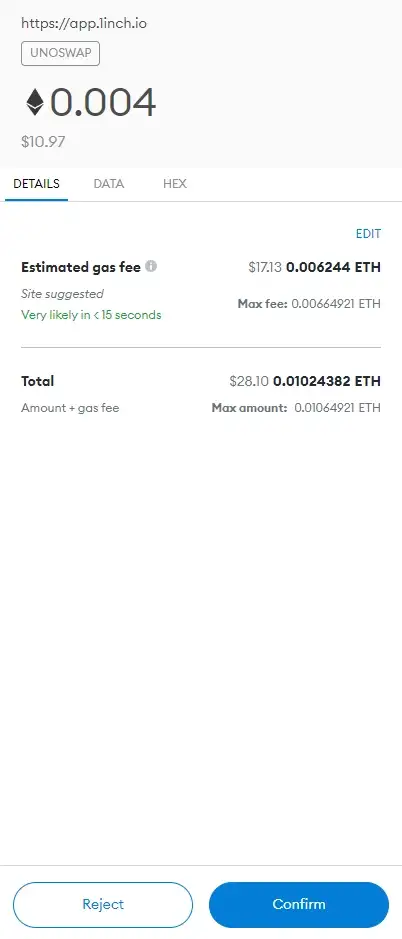 https://app.1inch.io
UNOSWAP
0.004
$10.97
DETAILS DATA HEX
EDIT
Estimated gas fee $17.13 0.006244 ETH
Site suggested
Max fee: 0.00664921 ETH
Very likely in < 15 seconds
Total $28.10 0.01024382 ETH
Amount + gas fee Max amount: 0.01064921 ETH
Reject Confirm